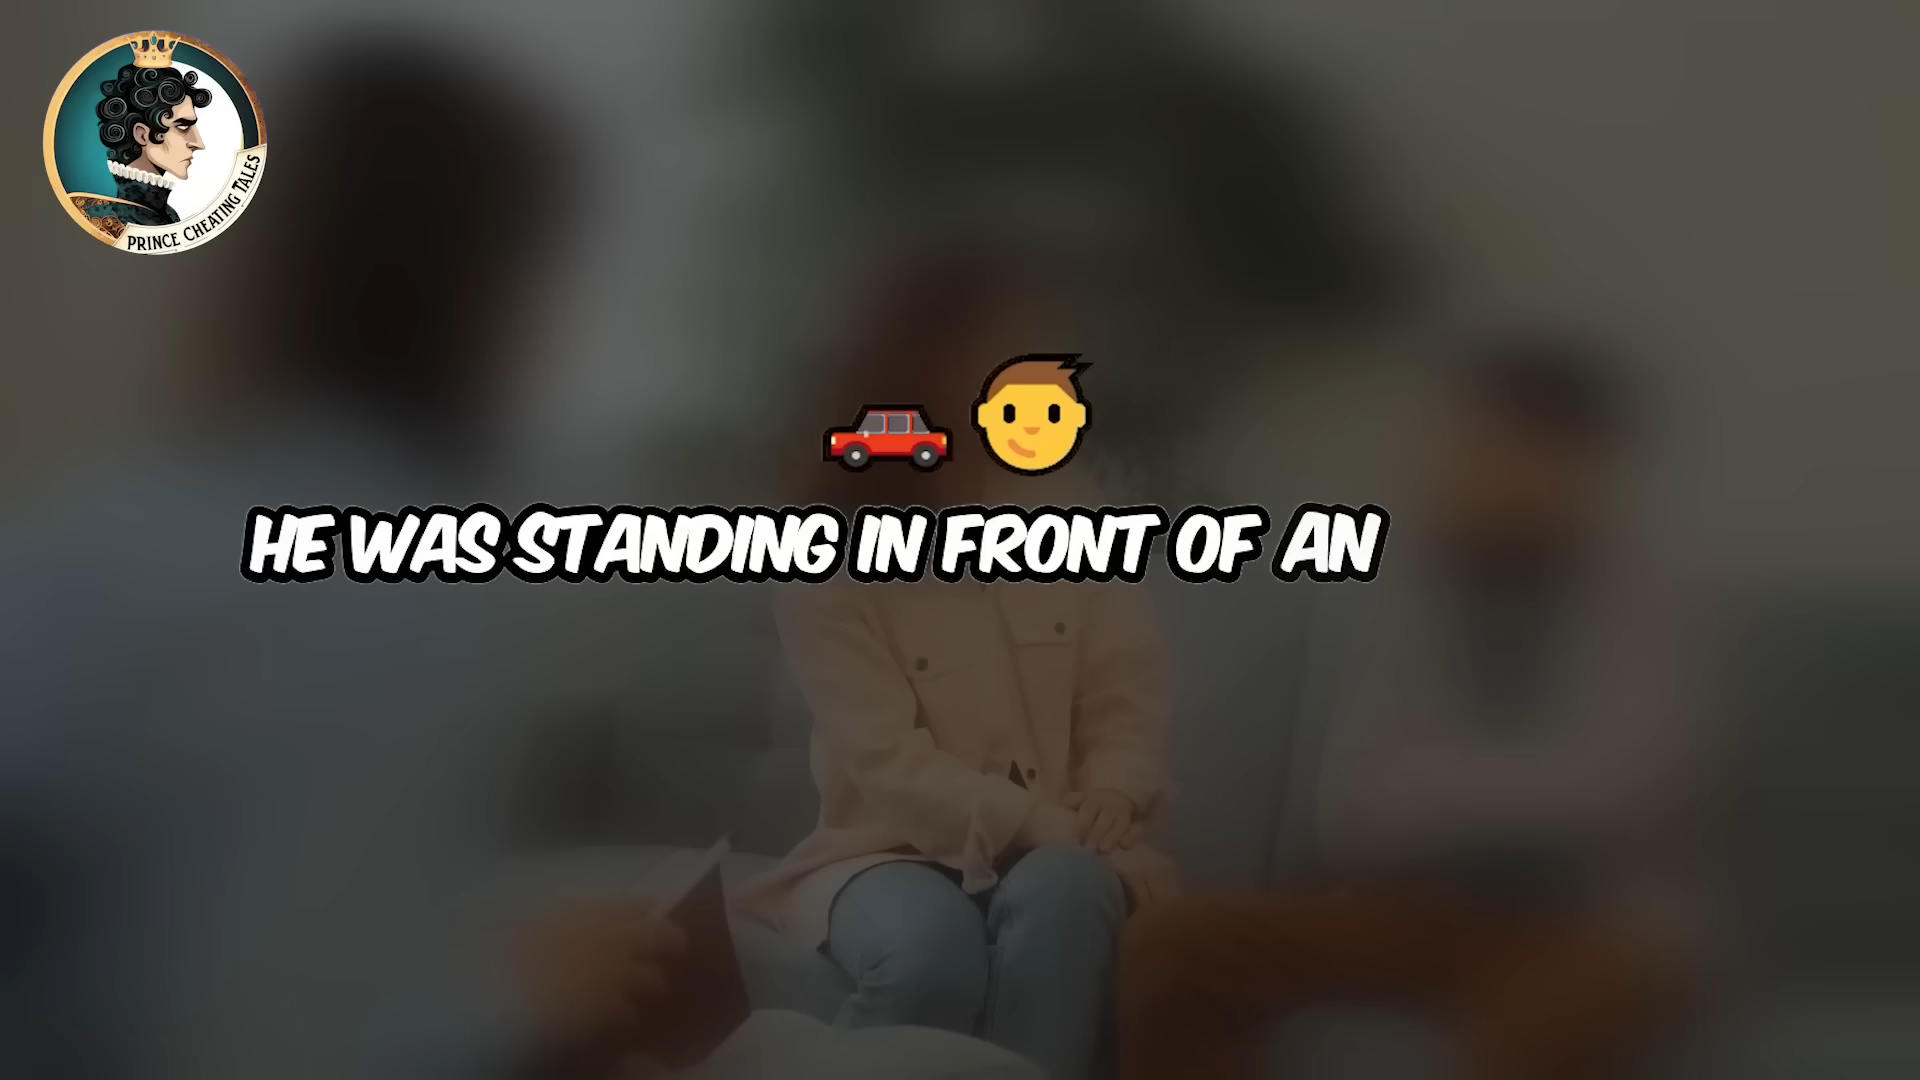 PRINCE CHEATING TALES
HE WAS STANDING IN FRONT OF AN